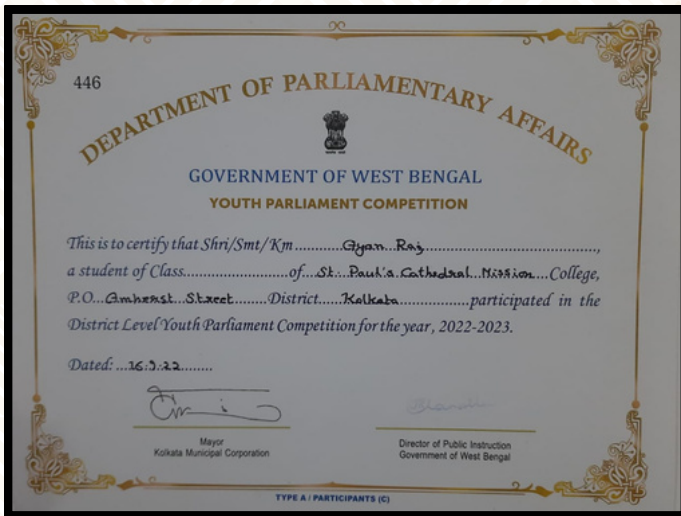 446
DEPARTMENT OF PARLIAMENTARY AFFAIRS
GOVERNMENT OF WEST BENGAL
YOUTH PARLIAMENT COMPETITION
This is to certify that Shri/Smt/Km..........Gyan Raj..........,
a student of Class..........of...St. Paul's Cathedral Mission...College,
P.O...Amherst Street.......District.....Kolkata..........participated in the
District Level Youth Parliament Competition for the year, 2022-2023.
Dated: ...16.9.22........
Mayor
Kolkata Municipal Corporation
Director of Public Instruction
Government of West Bengal
TYPE A / PARTICIPANTS (C)